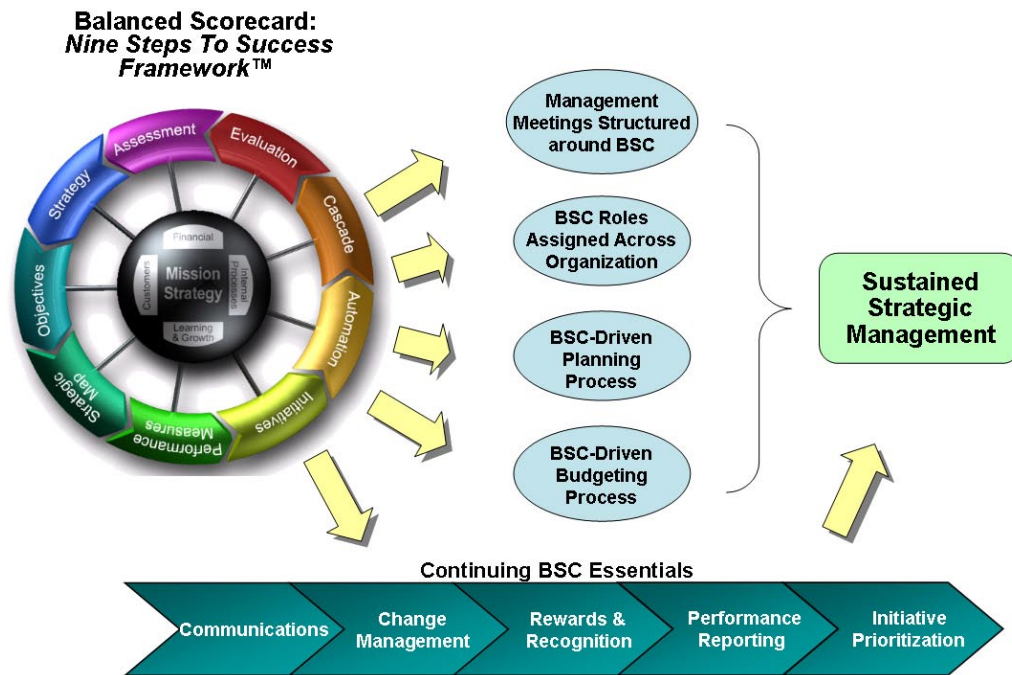 Balanced Scorecard:
Nine Steps To Success
Framework™
Assessment
Evaluation
Cascade
Automation
Initiatives
Performance
Measures
Strategic
Map
Objectives
Strategy
Financial
Customers
Mission
Strategy
Internal
Processes
Learning
& Growth
Management
Meetings Structured
around BSC
BSC Roles
Assigned Across
Organization
BSC-Driven
Planning
Process
BSC-Driven
Budgeting
Process
Sustained
Strategic
Management
Continuing BSC Essentials
Communications
Change
Management
Rewards &
Recognition
Performance
Reporting
Initiative
Prioritization